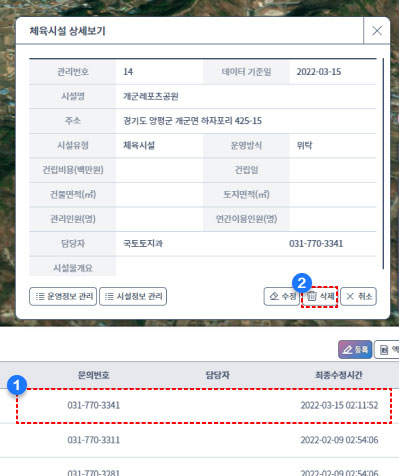 체육시설 상세보기
관리번호 14 데이터 기준일 2022-03-15
시설명 개군레포츠공원
주소 경기도 양평군 개군면 하자포리 425-15
시설유형 체육시설 운영방식 위탁
건립비용(백만원) 건립일
건물면적(㎡) 토지면적(㎡)
관리인원(명) 연간이용인원(명)
담당자 국토토지과 031-770-3341
시설물개요
2
운영정보 관리 시설정보 관리 수정 삭제 취소
등록 엑
문의번호 담당자 최종수정시간
1
031-770-3341 2022-03-15 02:11:52
031-770-3311 2022-02-09 02:54:06
031-770-3281 2022-02-09 02:54:06